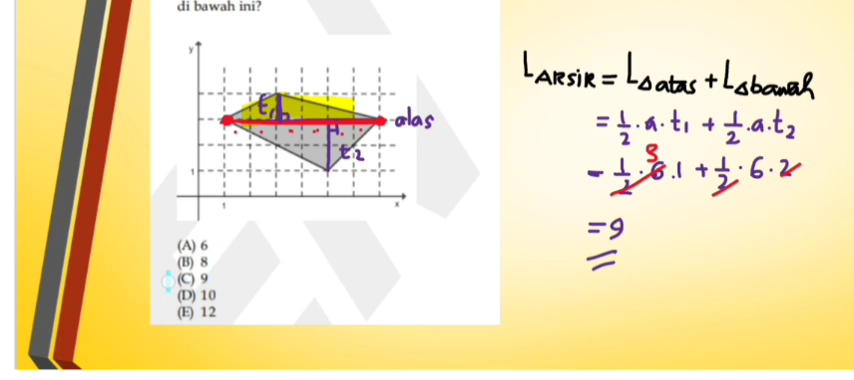 di bawah ini?
y
t1
alas
t2
1
1
x
(A) 6
(B) 8
(C) 9
(D) 10
(E) 12
LARSIR = L△atas + L△bawah
= 1/2 . a . t1 + 1/2 . a . t2
= 1/2 . 6 . 1 + 1/2 . 6 . 2
3
= 9